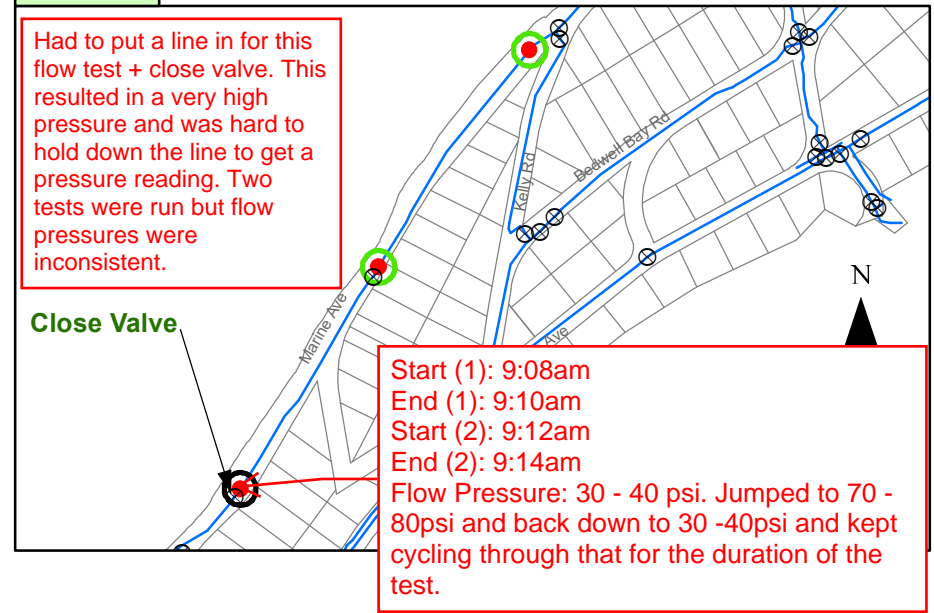 Had to put a line in for this
flow test + close valve. This
resulted in a very high
pressure and was hard to
hold down the line to get a
pressure reading. Two
tests were run but flow
pressures were
inconsistent.
Kelly Rd
Bedwell Bay Rd
N
Marine Ave
Close Valve
Ave
Start (1): 9:08am
End (1): 9:10am
Start (2): 9:12am
End (2): 9:14am
Flow Pressure: 30 - 40 psi. Jumped to 70 -
80psi and back down to 30 -40psi and kept
cycling through that for the duration of the
test.